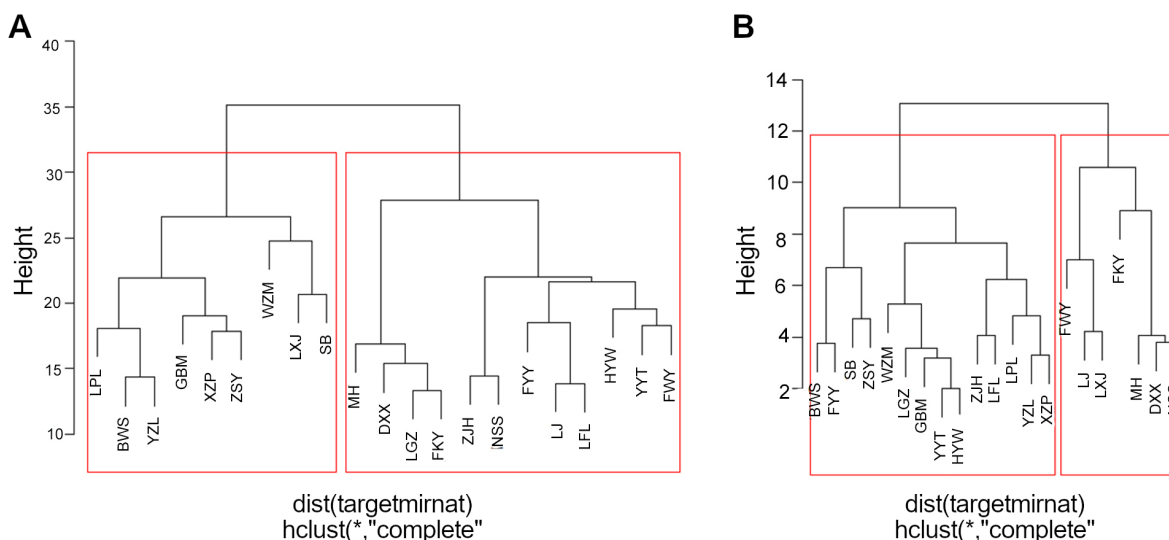 A
B
40
35
30
25
20
15
10
Height
LPL
BWS
YZL
GBM
XZP
ZSY
WZM
LXJ
SB
MH
DXX
LGZ
FKY
ZJH
NSS
FYY
LJ
LFL
HYW
YYT
FWY
dist(targetmirnat)
hclust(*,"complete"
14
12
10
8
6
4
2
Height
BWS
FYY
SB
ZSY
WZM
LGZ
GBM
YYT
HYW
ZJH
LFL
LPL
YZL
XZP
FWY
LJ
LXJ
FKY
MH
DXX
dist(targetmirnat)
hclust(*,"complete"